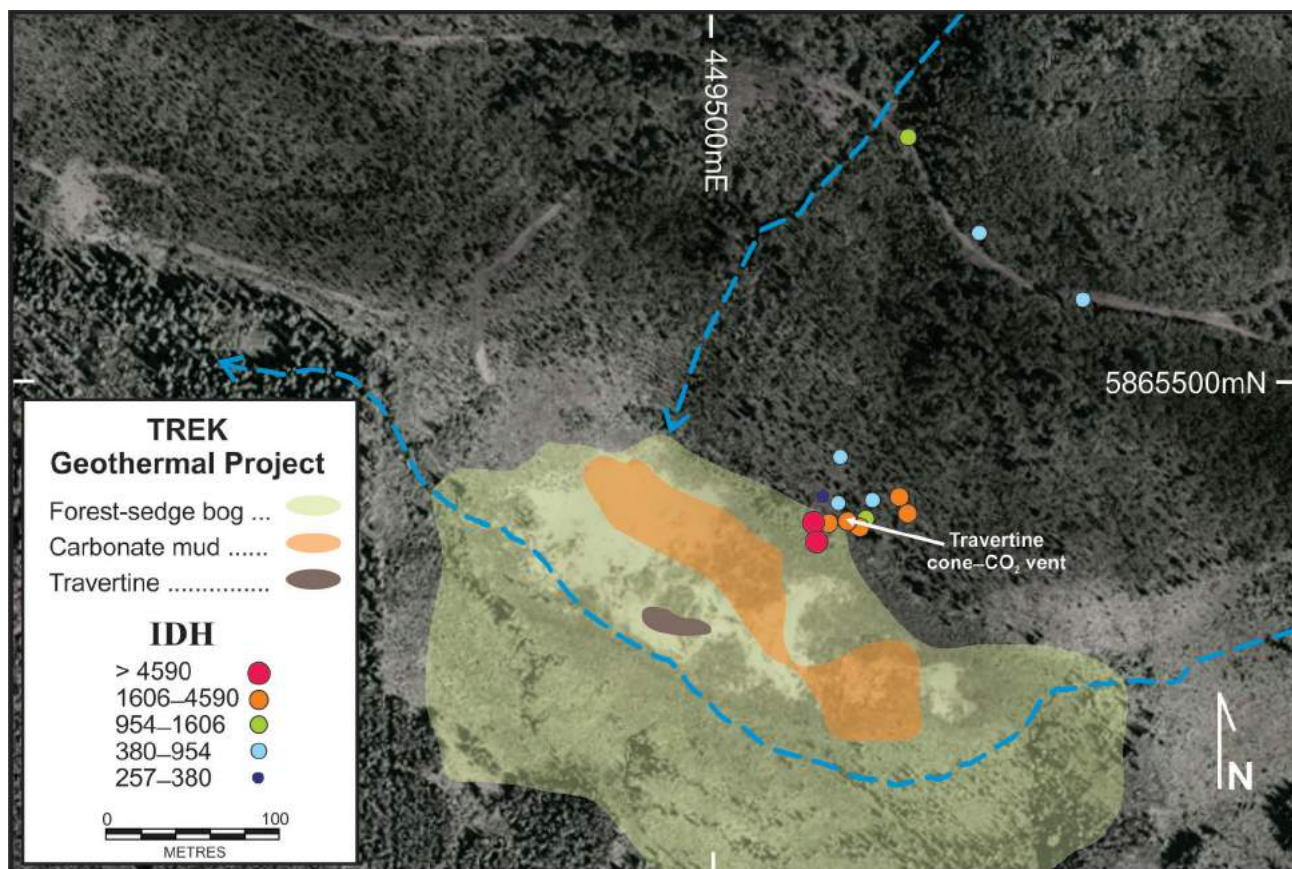 449500mE
5865500mN
Travertine
cone–CO₂ vent
TREK
Geothermal Project
Forest-sedge bog ...
Carbonate mud ......
Travertine ...............
IDH
> 4590
1606–4590
954–1606
380–954
257–380
0 100
METRES
N